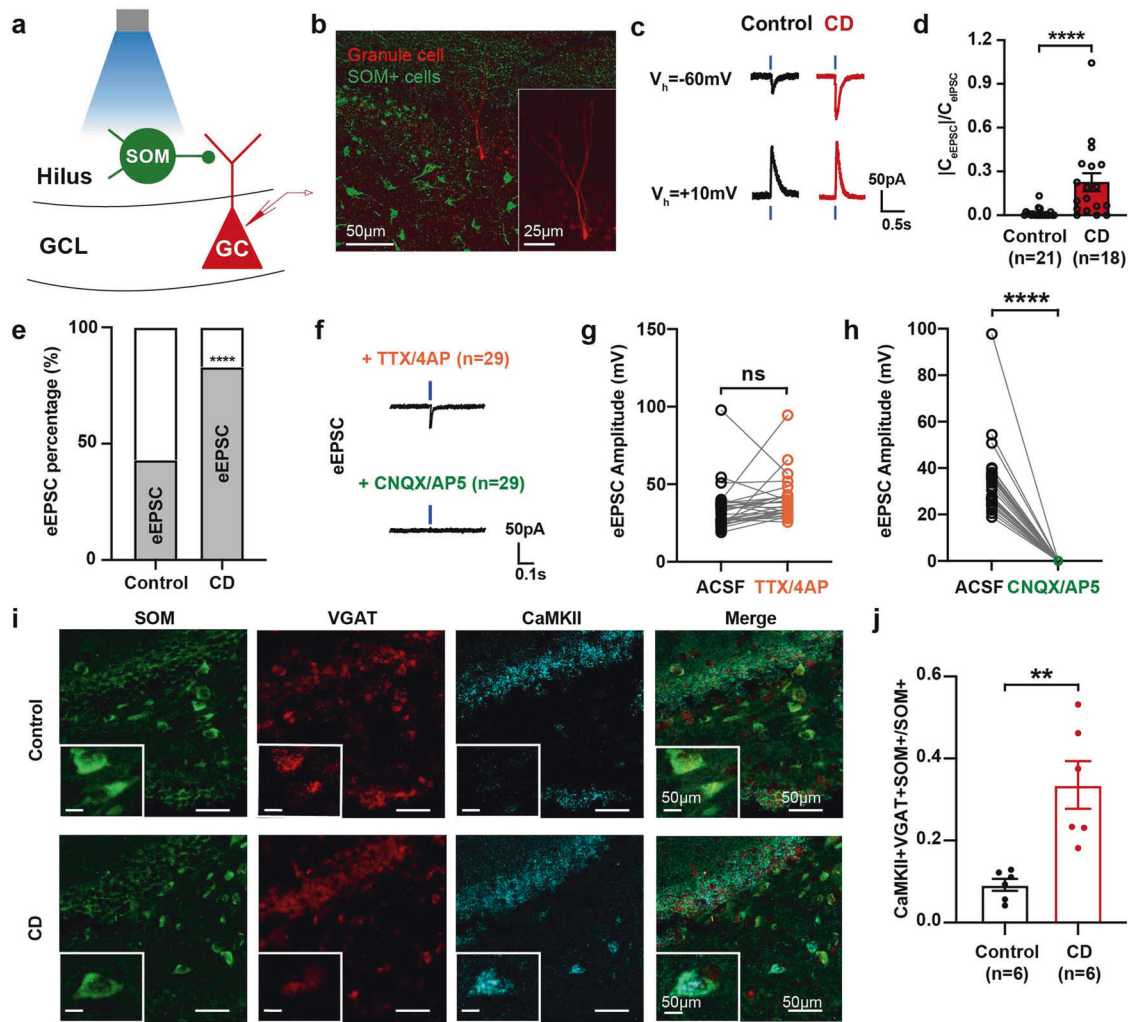 a
SOM
Hilus
GCL
GC
b
Granule cell
SOM+ cells
50μm
25μm
c
Control CD
Vh=-60mV
Vh=+10mV
50pA
0.5s
d
****
|CeEPSC|/CeIPSC
1.2
0.9
0.6
0.3
0.0
Control CD
(n=21) (n=18)
e
eEPSC percentage (%)
100
50
0
****
eEPSC
eEPSC
Control CD
f
eEPSC
+ TTX/4AP (n=29)
+ CNQX/AP5 (n=29)
50pA
0.1s
g
eEPSC Amplitude (mV)
150
100
50
0
ns
ACSF TTX/4AP
h
****
eEPSC Amplitude (mV)
100
80
60
40
20
0
ACSF CNQX/AP5
i
SOM VGAT CaMKII Merge
Control
50μm 50μm
CD
50μm 50μm
j
**
CaMKII+VGAT+SOM+/SOM+
0.6
0.4
0.2
0.0
Control CD
(n=6) (n=6)